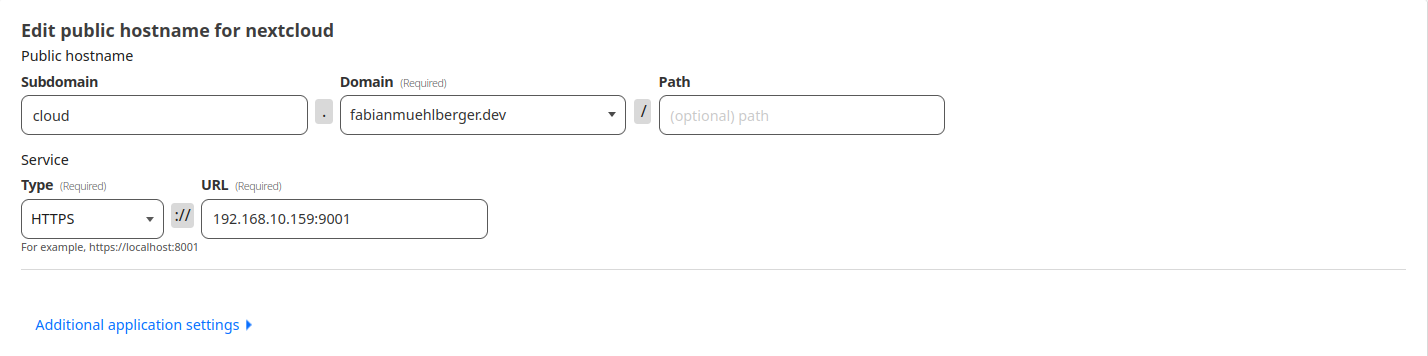 Edit public hostname for nextcloud
Public hostname
Subdomain Domain (Required) Path
cloud . fabianmuehlberger.dev / (optional) path
Service
Type (Required) URL (Required)
HTTPS :// 192.168.10.159:9001
For example, https://localhost:8001
Additional application settings